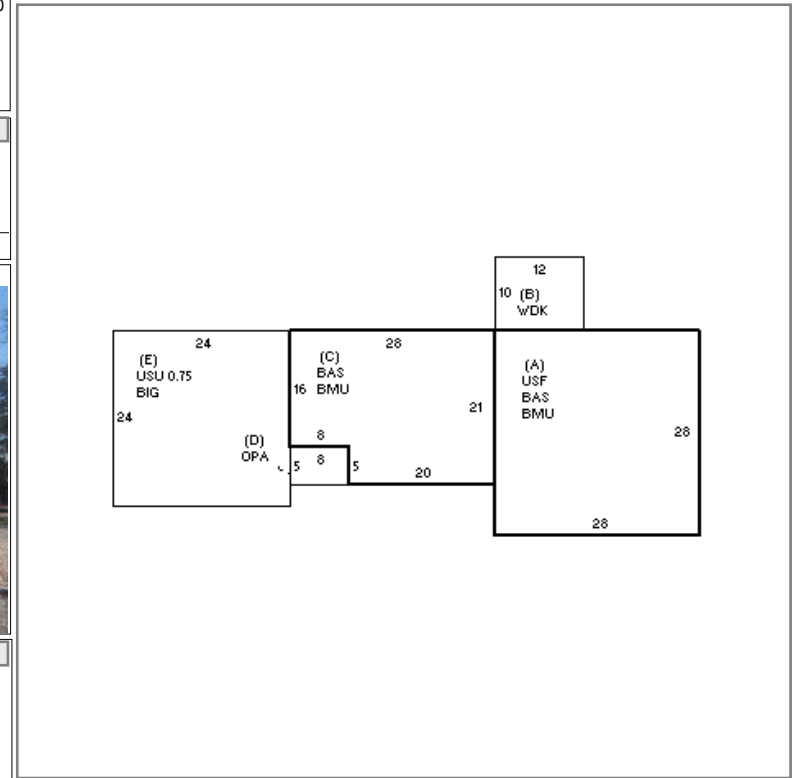 12
10 (B)
WDK
24
(E)
USU 0.75
BIG
24
28
(C)
BAS
16 BMU
21
(A)
USF
BAS
BMU
28
8
(D)
OPA
5
8
5
20
28